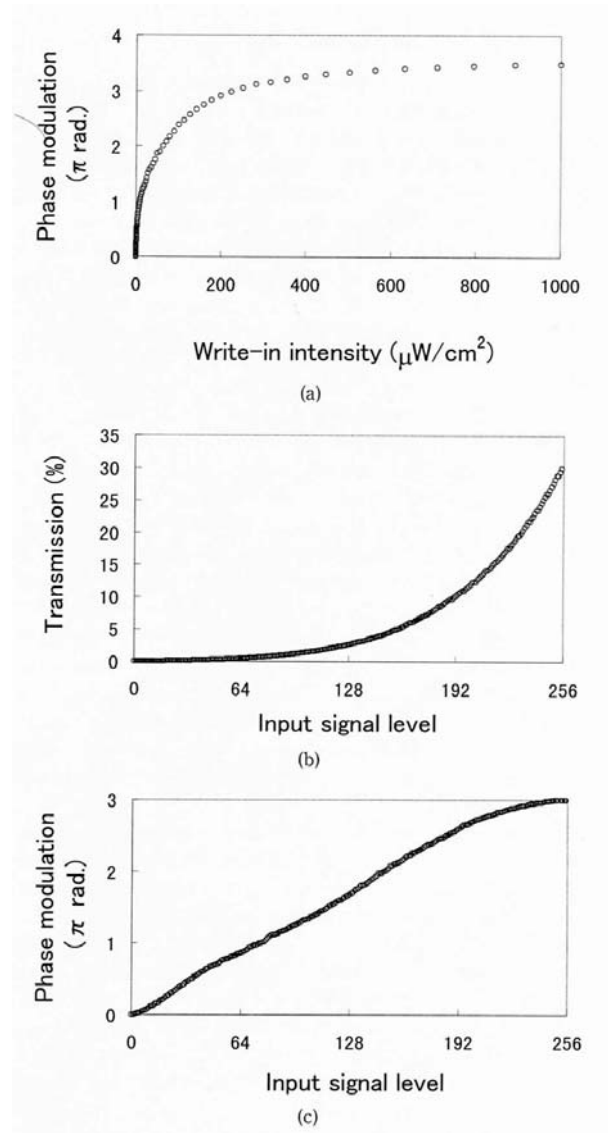 4
3
2
1
0
Phase modulation
(π rad.)
0 200 400 600 800 1000
Write-in intensity (μW/cm²)
(a)
35
30
25
20
15
10
5
0
Transmission (%)
0 64 128 192 256
Input signal level
(b)
3
2
1
0
Phase modulation
(π rad.)
0 64 128 192 256
Input signal level
(c)